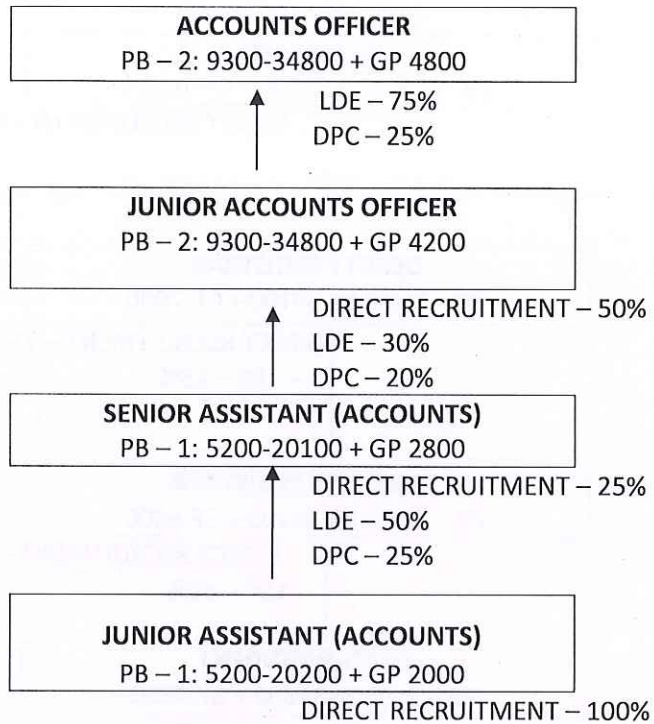 ACCOUNTS OFFICER
PB – 2: 9300-34800 + GP 4800
LDE – 75%
DPC – 25%
JUNIOR ACCOUNTS OFFICER
PB – 2: 9300-34800 + GP 4200
DIRECT RECRUITMENT – 50%
LDE – 30%
DPC – 20%
SENIOR ASSISTANT (ACCOUNTS)
PB – 1: 5200-20100 + GP 2800
DIRECT RECRUITMENT – 25%
LDE – 50%
DPC – 25%
JUNIOR ASSISTANT (ACCOUNTS)
PB – 1: 5200-20200 + GP 2000
DIRECT RECRUITMENT – 100%